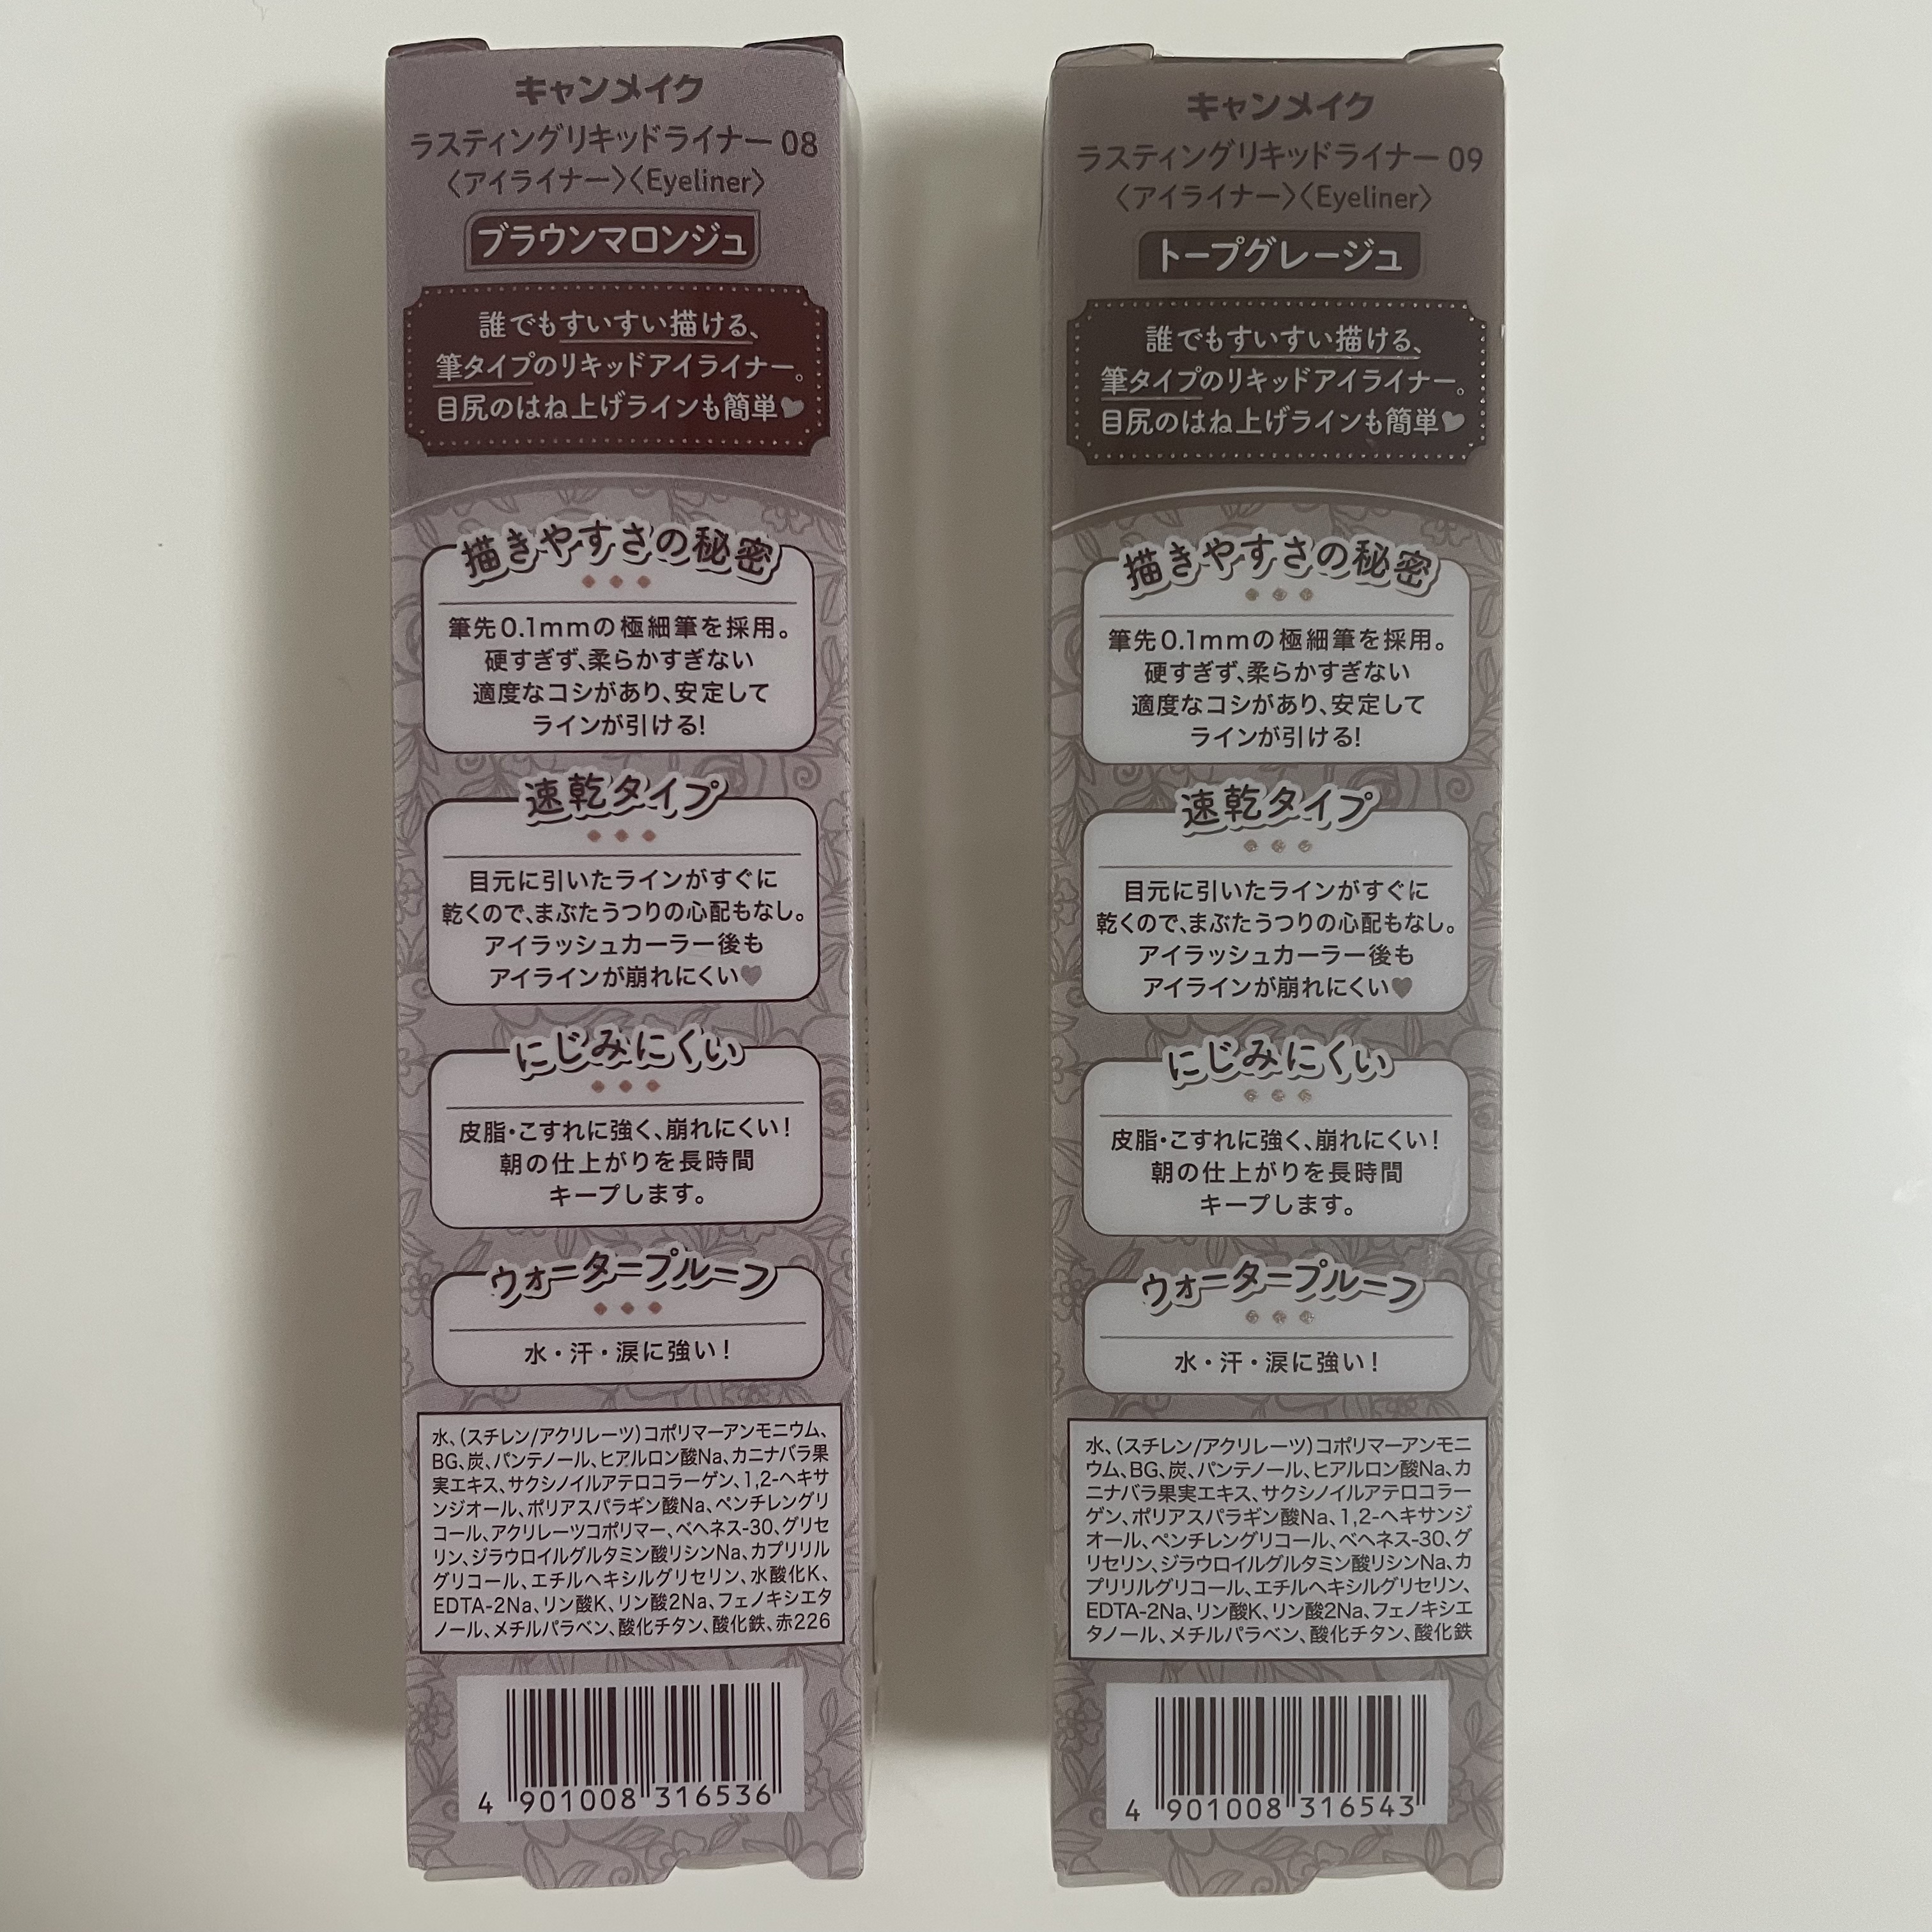 キャンメイク
ラスティングリキッドライナー 08
〈アイライナー〉〈Eyeliner〉
ブラウンマロンジュ
誰でもすいすい描ける、
筆タイプのリキッドアイライナー。
目尻のはね上げラインも簡単♥
描きやすさの秘密
筆先0.1mmの極細筆を採用。
硬すぎず、柔らかすぎない
適度なコシがあり、安定して
ラインが引ける!
速乾タイプ
目元に引いたラインがすぐに
乾くので、まぶたうつりの心配もなし。
アイラッシュカーラー後も
アイラインが崩れにくい♥
にじみにくい
皮脂・こすれに強く、崩れにくい!
朝の仕上がりを長時間
キープします。
ウォータープルーフ
水・汗・涙に強い!
水、(スチレン/アクリレーツ)コポリマーアンモニウム、
BG、炭、パンテノール、ヒアルロン酸Na、カニナバラ果
実エキス、サクシノイルアテロコラーゲン、1,2-ヘキサ
ンジオール、ポリアスパラギン酸Na、ペンチレングリ
コール、アクリレーツコポリマー、ベヘネス-30、グリセ
リン、ジラウロイルグルタミン酸リシンNa、カプリリル
グリコール、エチルヘキシルグリセリン、水酸化K、
EDTA-2Na、リン酸K、リン酸2Na、フェノキシエタ
ノール、メチルパラベン、酸化チタン、酸化鉄、赤226
4 901008 316536
キャンメイク
ラスティングリキッドライナー 09
〈アイライナー〉〈Eyeliner〉
トープグレージュ
誰でもすいすい描ける、
筆タイプのリキッドアイライナー。
目尻のはね上げラインも簡単♥
描きやすさの秘密
筆先0.1mmの極細筆を採用。
硬すぎず、柔らかすぎない
適度なコシがあり、安定して
ラインが引ける!
速乾タイプ
目元に引いたラインがすぐに
乾くので、まぶたうつりの心配もなし。
アイラッシュカーラー後も
アイラインが崩れにくい♥
にじみにくい
皮脂・こすれに強く、崩れにくい!
朝の仕上がりを長時間
キープします。
ウォータープルーフ
水・汗・涙に強い!
水、(スチレン/アクリレーツ)コポリマーアンモニ
ウム、BG、炭、パンテノール、ヒアルロン酸Na、カ
ニナバラ果実エキス、サクシノイルアテロコラー
ゲン、ポリアスパラギン酸Na、1,2-ヘキサンジ
オール、ペンチレングリコール、ベヘネス-30、グ
リセリン、ジラウロイルグルタミン酸リシンNa、カ
プリリルグリコール、エチルヘキシルグリセリン、
EDTA-2Na、リン酸K、リン酸2Na、フェノキシエ
タノール、メチルパラベン、酸化チタン、酸化鉄
4 901008 316543